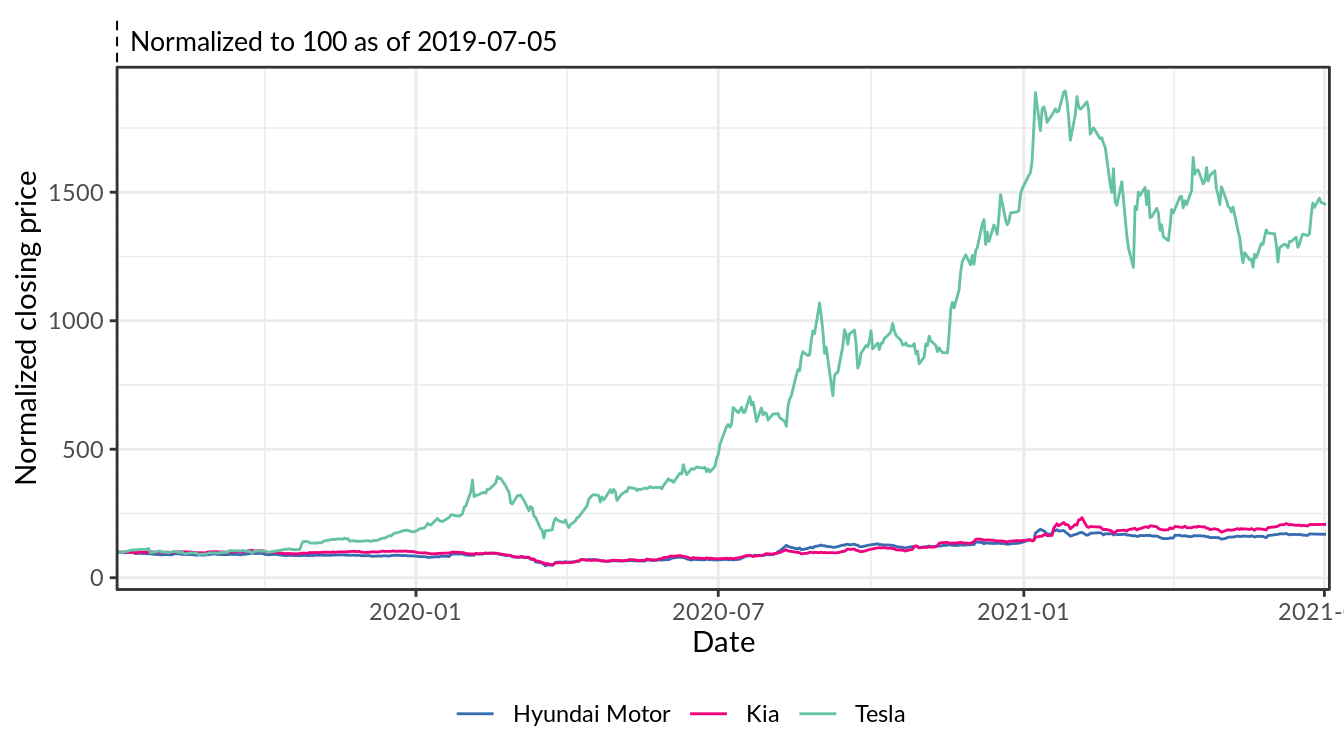 Normalized to 100 as of 2019-07-05
Normalized closing price
1500
1000
500
0
2020-01
2020-07
2021-01
2021-
Date
Hyundai Motor
Kia
Tesla